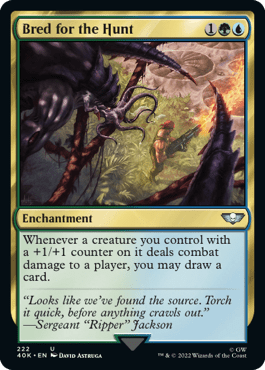 Bred for the Hunt 1
Enchantment
Whenever a creature you control with
a +1/+1 counter on it deals combat
damage to a player, you may draw a
card.
“Looks like we’ve found the source. Torch
it quick, before anything crawls out.”
—Sergeant “Ripper” Jackson
222 U © GW
40K • EN DAVID ASTRUGA ™ & © 2022 Wizards of the Coast